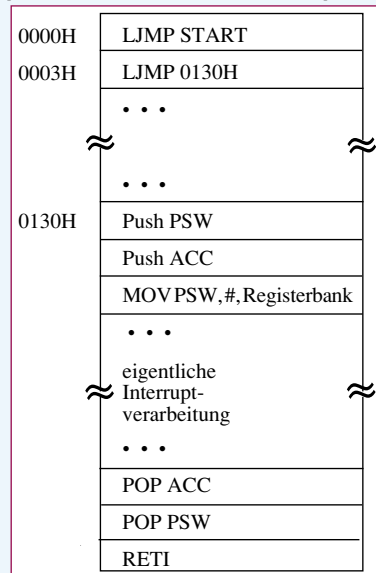 0000H LJMP START
0003H LJMP 0130H
• • •
≈ ≈
• • •
0130H Push PSW
Push ACC
MOV PSW,#,Registerbank
• • •
eigentliche
≈ Interrupt- ≈
verarbeitung
• • •
POP ACC
POP PSW
RETI